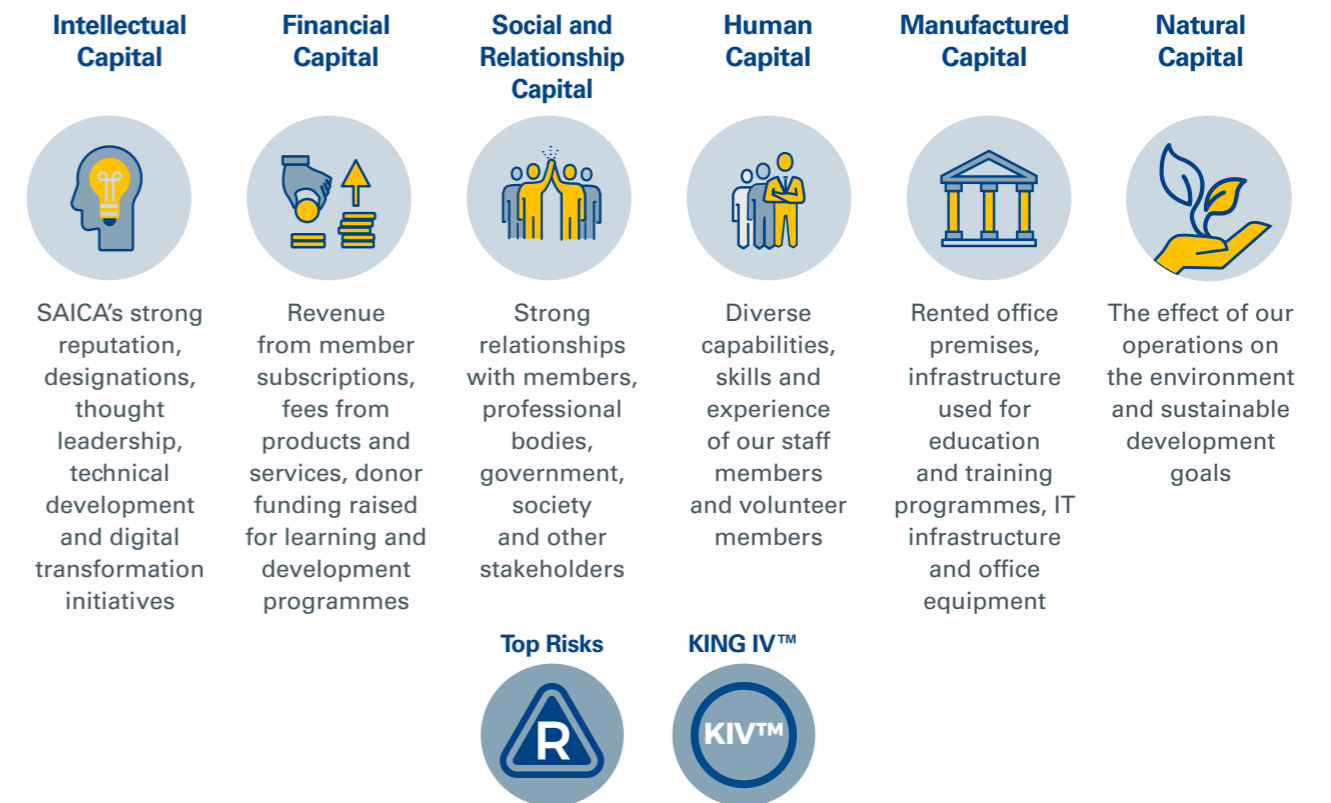 Intellectual
Capital
Financial
Capital
Social and
Relationship
Capital
Human
Capital
Manufactured
Capital
Natural
Capital
SAICA’s strong
reputation,
designations,
thought
leadership,
technical
development
and digital
transformation
initiatives
Revenue
from member
subscriptions,
fees from
products and
services, donor
funding raised
for learning and
development
programmes
Strong
relationships
with members,
professional
bodies,
government,
society
and other
stakeholders
Diverse
capabilities,
skills and
experience
of our staff
members
and volunteer
members
Rented office
premises,
infrastructure
used for
education
and training
programmes, IT
infrastructure
and office
equipment
The effect of our
operations on
the environment
and sustainable
development
goals
Top Risks
R
KING IV™
KIV™